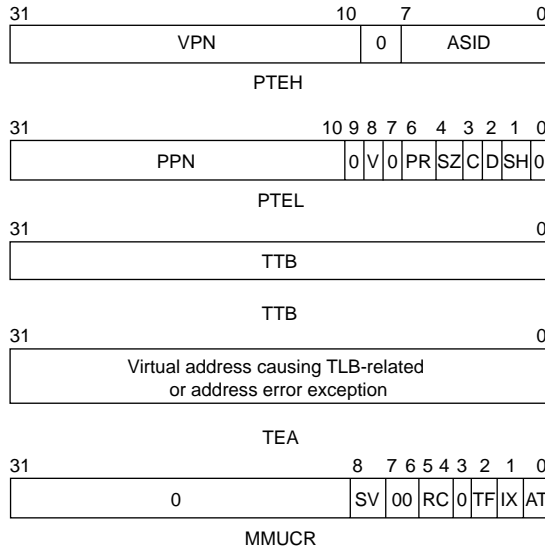 31 10 7 0
VPN 0 ASID
PTEH
31 10 9 8 7 6 4 3 2 1 0
PPN 0 V 0 PR SZ C D SH 0
PTEL
31 0
TTB
TTB
31 0
Virtual address causing TLB-related
or address error exception
TEA
31 8 7 6 5 4 3 2 1 0
0 SV 00 RC 0 TF IX AT
MMUCR